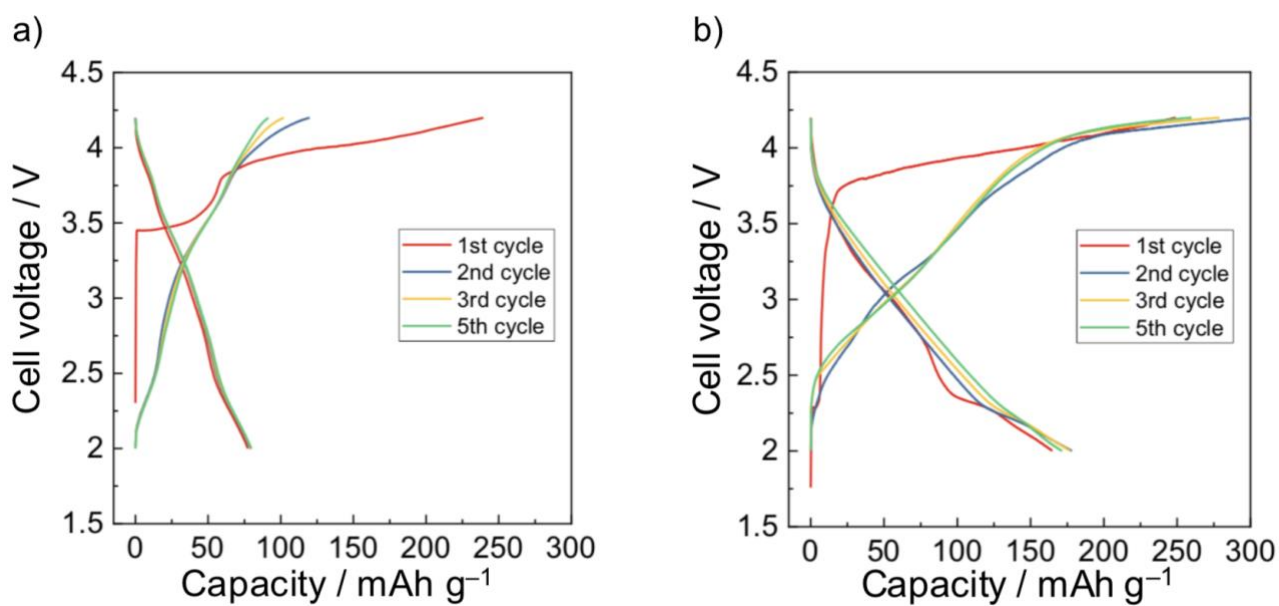 a)
4.5
4
3.5
3
2.5
2
1.5
Cell voltage / V
1st cycle
2nd cycle
3rd cycle
5th cycle
0 50 100 150 200 250 300
Capacity / mAh g⁻¹
b)
4.5
4
3.5
3
2.5
2
1.5
Cell voltage / V
1st cycle
2nd cycle
3rd cycle
5th cycle
0 50 100 150 200 250 300
Capacity / mAh g⁻¹